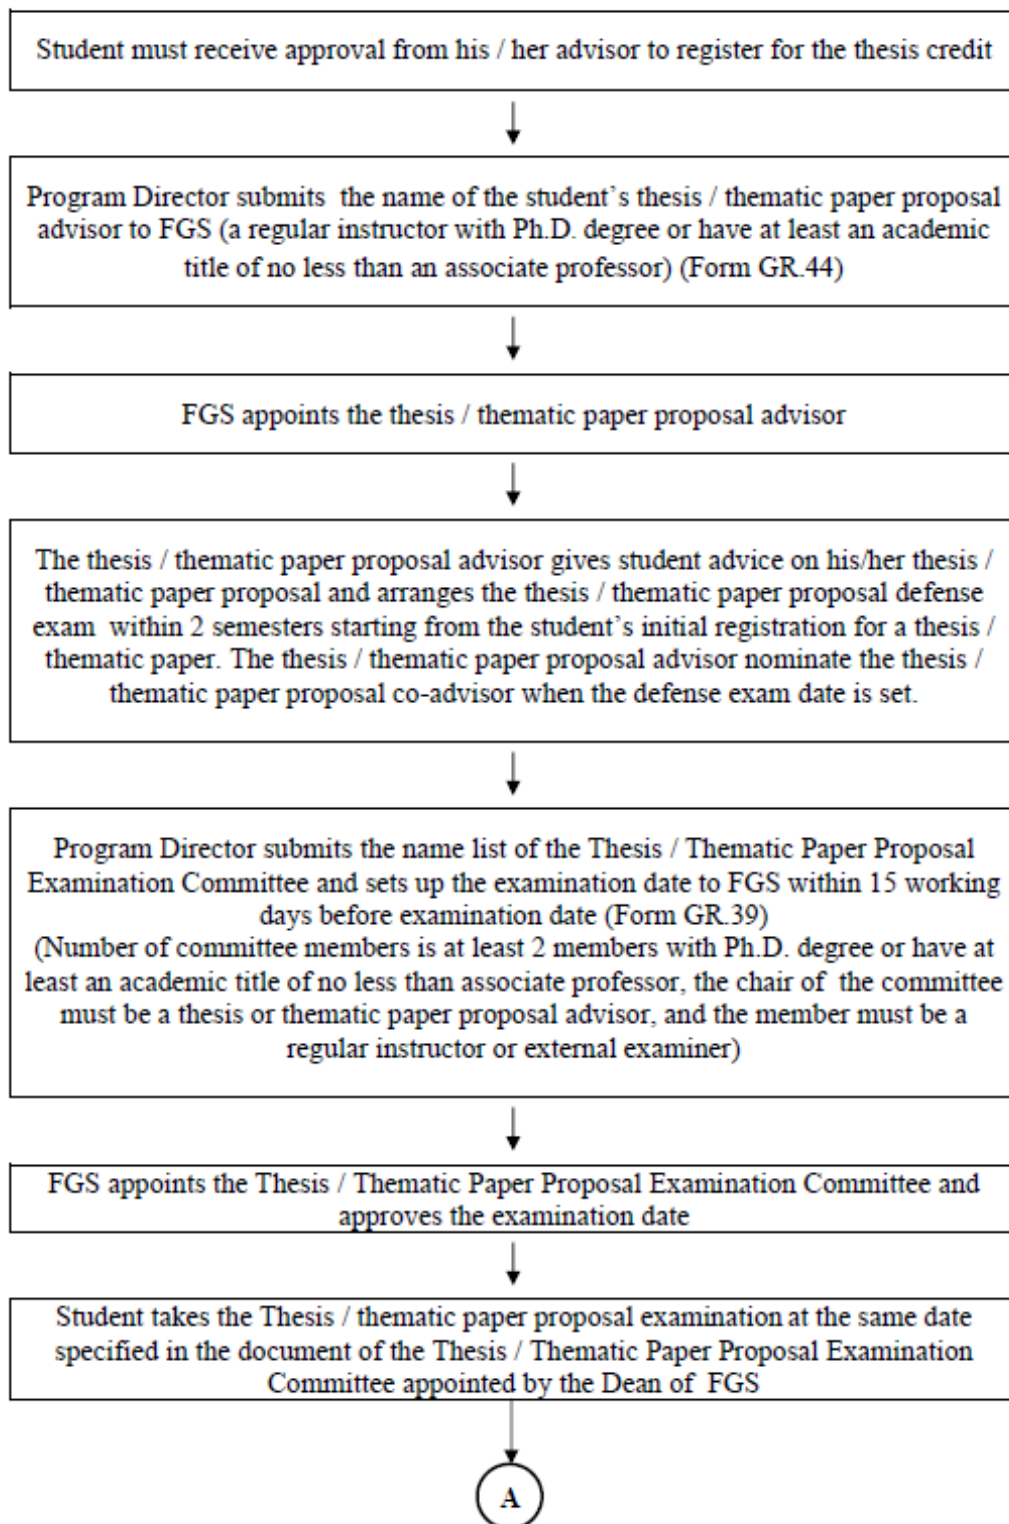 Student must receive approval from his / her advisor to register for the thesis credit
Program Director submits the name of the student's thesis / thematic paper proposal
advisor to FGS (a regular instructor with Ph.D. degree or have at least an academic
title of no less than an associate professor) (Form GR.44)
FGS appoints the thesis / thematic paper proposal advisor
The thesis / thematic paper proposal advisor gives student advice on his/her thesis /
thematic paper proposal and arranges the thesis / thematic paper proposal defense
exam within 2 semesters starting from the student's initial registration for a thesis /
thematic paper. The thesis / thematic paper proposal advisor nominate the thesis /
thematic paper proposal co-advisor when the defense exam date is set.
Program Director submits the name list of the Thesis / Thematic Paper Proposal
Examination Committee and sets up the examination date to FGS within 15 working
days before examination date (Form GR.39)
(Number of committee members is at least 2 members with Ph.D. degree or have at
least an academic title of no less than associate professor, the chair of the committee
must be a thesis or thematic paper proposal advisor, and the member must be a
regular instructor or external examiner)
FGS appoints the Thesis / Thematic Paper Proposal Examination Committee and
approves the examination date
Student takes the Thesis / thematic paper proposal examination at the same date
specified in the document of the Thesis / Thematic Paper Proposal Examination
Committee appointed by the Dean of FGS
A